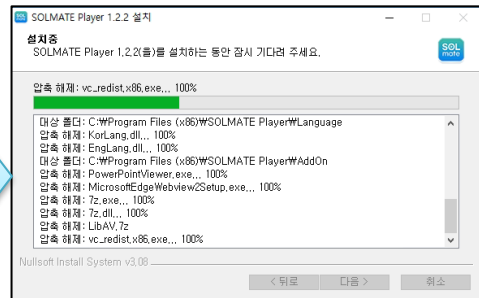 SOLMATE Player 1.2.2 설치
설치중
SOLMATE Player 1.2.2(을)를 설치하는 동안 잠시 기다려 주세요.
SOL
mate
압축 해제: vc_redist.x86.exe... 100%
대상 폴더: C:₩Program Files (x86)₩SOLMATE Player₩Language
압축 해제: KorLang.dll... 100%
압축 해제: EngLang.dll... 100%
대상 폴더: C:₩Program Files (x86)₩SOLMATE Player₩AddOn
압축 해제: PowerPointViewer.exe... 100%
압축 해제: MicrosoftEdgeWebview2Setup.exe... 100%
압축 해제: 7z.exe... 100%
압축 해제: 7z.dll... 100%
압축 해제: LibAV.7z
압축 해제: vc_redist.x86.exe... 100%
Nullsoft Install System v3.08
< 뒤로 다음 > 취소